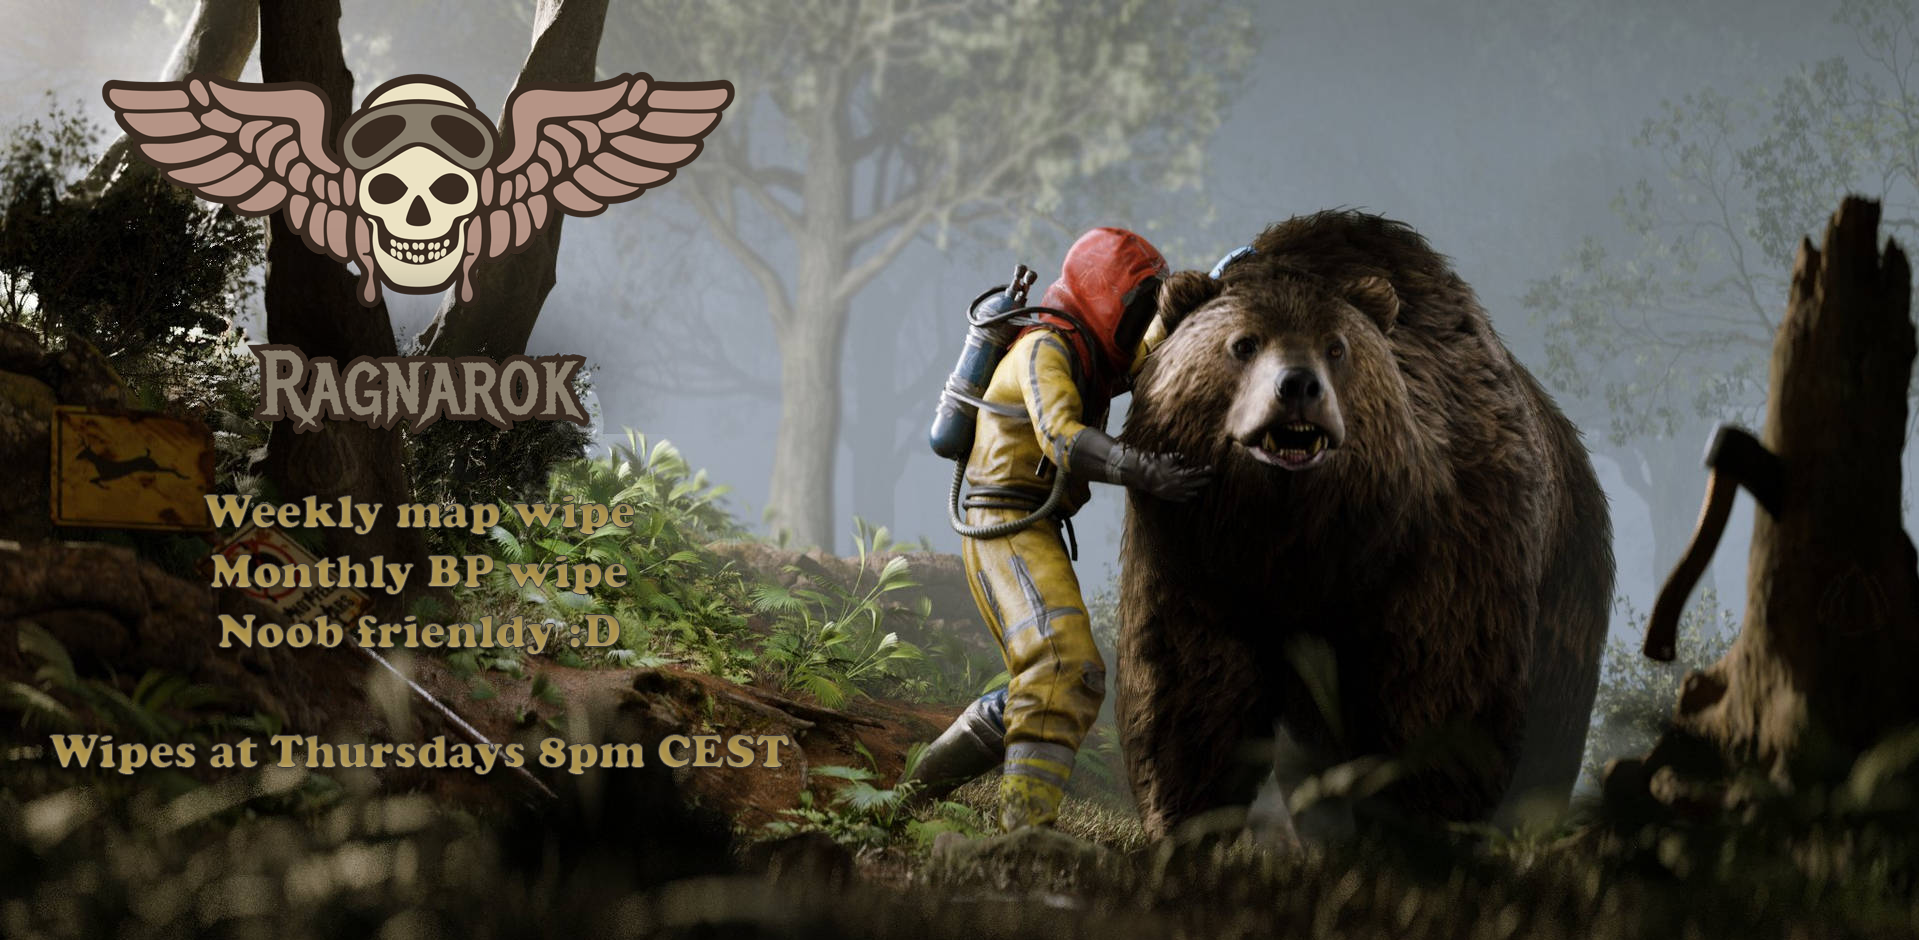 Ragnarok
Weekly map wipe
Monthly BP wipe
Noob frienldy :D
Wipes at Thursdays 8pm CEST